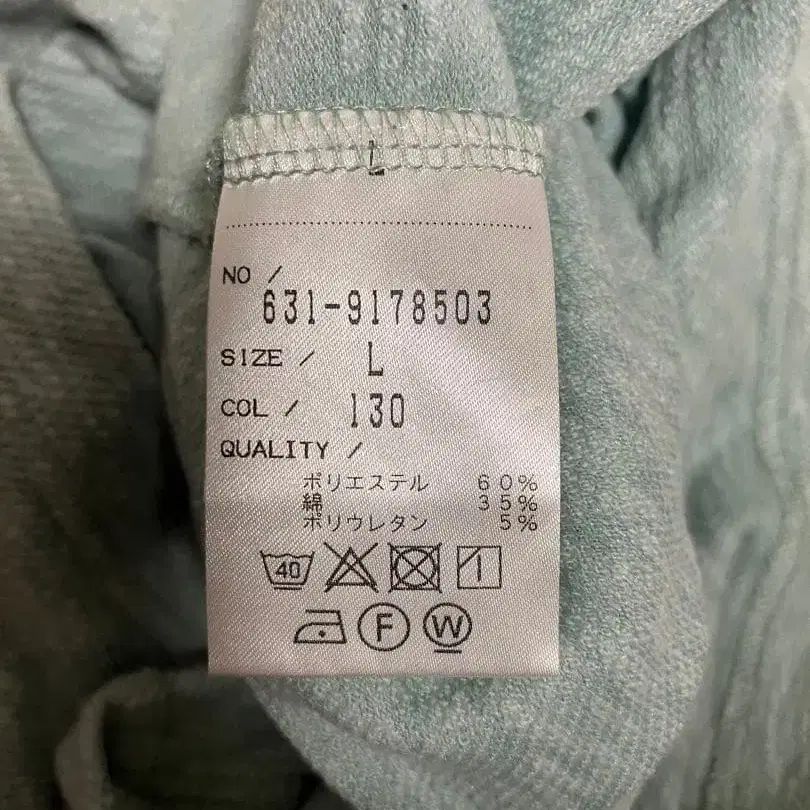 L
NO /
631-9178503
SIZE / L
COL / 130
QUALITY /
ポリエステル 60%
綿 35%
ポリウレタン 5%
40
F W